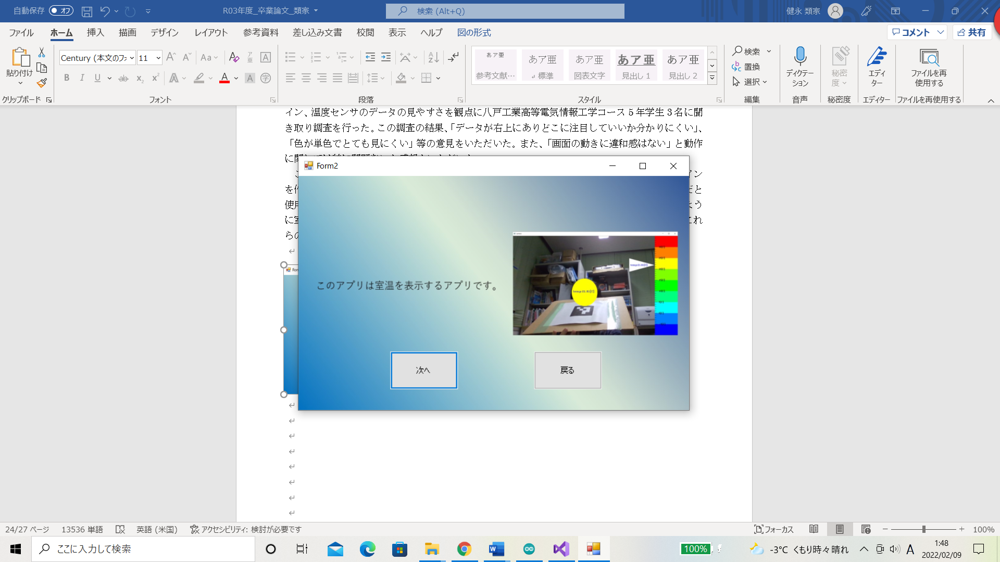 自動保存 オフ R03年度_卒業論文_類家 検索 (Alt+Q) 健永 類家
ファイル ホーム 挿入 描画 デザイン レイアウト 参考資料 差し込み文書 校閲 表示 ヘルプ 図の形式 コメント 共有
貼り付け
クリップボード
Century (本文のフォ 11
Aa
フォント
段落
あア亜 あア亜 あア亜 あア亜 あア亜
参考文献… 標準 図表文字 見出し 1 見出し 2
スタイル
検索
置換
選択
編集
ディクテー
ション
音声
秘密
度
秘密度
エディ
ター
エディター
ファイルを再
使用する
ファイルを再使用する
イン、温度センサのデータの見やすさを観点に八戸工業高等電気情報工学コース5年学生3名に聞
き取り調査を行った。この調査の結果、「データが右上にありどこに注目していいか分かりにくい」、
「色が単色でとても見にくい」等の意見をいただいた。また、「画面の動きに違和感はない」と動作
Form2
このアプリは室温を表示するアプリです。
次へ 戻る
24/27 ページ 13536 単語 英語 (米国) アクセシビリティ: 検討が必要です フォーカス 100%
ここに入力して検索 100% -3°C くもり時々晴れ A 1:48
2022/02/09